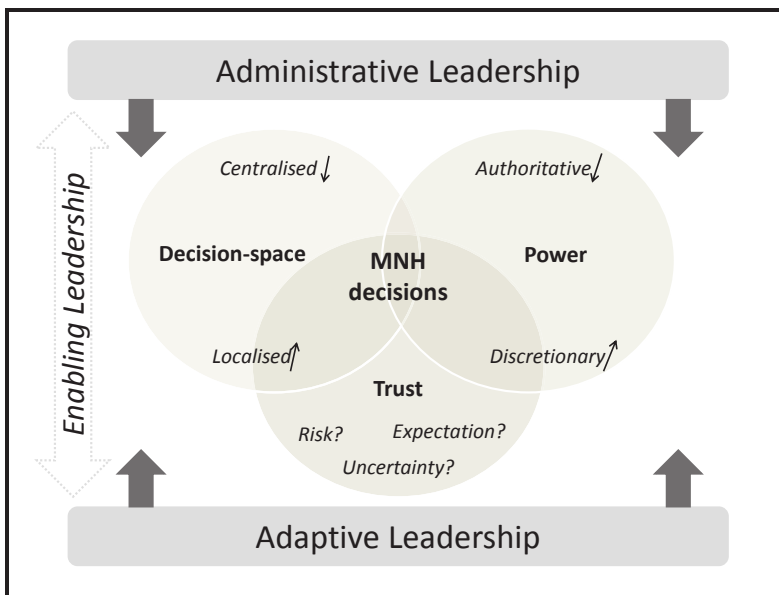 Administrative Leadership
Enabling Leadership
Centralised
Authoritative
Decision-space
MNH
decisions
Power
Localised
Discretionary
Trust
Risk?
Expectation?
Uncertainty?
Adaptive Leadership